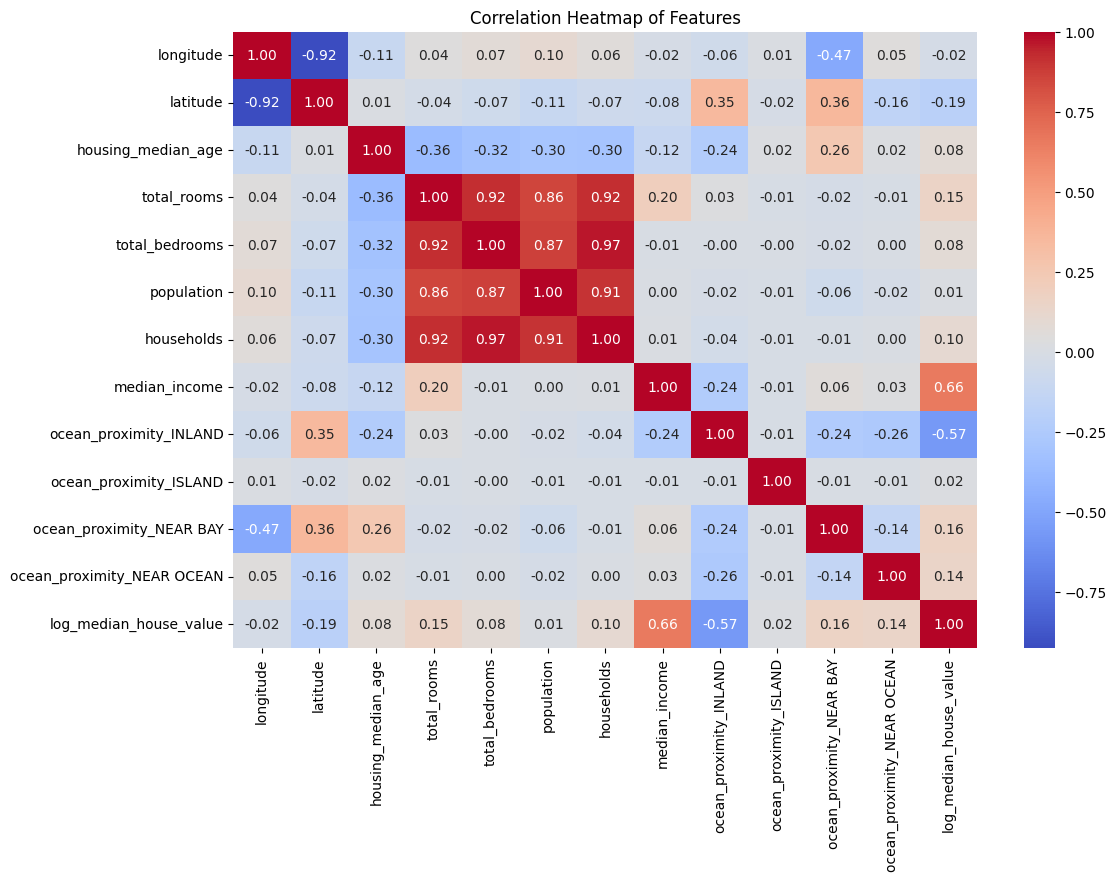 Correlation Heatmap of Features
longitude 1.00 -0.92 -0.11 0.04 0.07 0.10 0.06 -0.02 -0.06 0.01 -0.47 0.05 -0.02
latitude -0.92 1.00 0.01 -0.04 -0.07 -0.11 -0.07 -0.08 0.35 -0.02 0.36 -0.16 -0.19
housing_median_age -0.11 0.01 1.00 -0.36 -0.32 -0.30 -0.30 -0.12 -0.24 0.02 0.26 0.02 0.08
total_rooms 0.04 -0.04 -0.36 1.00 0.92 0.86 0.92 0.20 0.03 -0.01 -0.02 -0.01 0.15
total_bedrooms 0.07 -0.07 -0.32 0.92 1.00 0.87 0.97 -0.01 -0.00 -0.00 -0.02 0.00 0.08
population 0.10 -0.11 -0.30 0.86 0.87 1.00 0.91 0.00 -0.02 -0.01 -0.06 -0.02 0.01
households 0.06 -0.07 -0.30 0.92 0.97 0.91 1.00 0.01 -0.04 -0.01 -0.01 0.00 0.10
median_income -0.02 -0.08 -0.12 0.20 -0.01 0.00 0.01 1.00 -0.24 -0.01 0.06 0.03 0.66
ocean_proximity_INLAND -0.06 0.35 -0.24 0.03 -0.00 -0.02 -0.04 -0.24 1.00 -0.01 -0.24 -0.26 -0.57
ocean_proximity_ISLAND 0.01 -0.02 0.02 -0.01 -0.00 -0.01 -0.01 -0.01 -0.01 1.00 -0.01 -0.01 0.02
ocean_proximity_NEAR BAY -0.47 0.36 0.26 -0.02 -0.02 -0.06 -0.01 0.06 -0.24 -0.01 1.00 -0.14 0.16
ocean_proximity_NEAR OCEAN 0.05 -0.16 0.02 -0.01 0.00 -0.02 0.00 0.03 -0.26 -0.01 -0.14 1.00 0.14
log_median_house_value -0.02 -0.19 0.08 0.15 0.08 0.01 0.10 0.66 -0.57 0.02 0.16 0.14 1.00
longitude
latitude
housing_median_age
total_rooms
total_bedrooms
population
households
median_income
ocean_proximity_INLAND
ocean_proximity_ISLAND
ocean_proximity_NEAR BAY
ocean_proximity_NEAR OCEAN
log_median_house_value
1.00
0.75
0.50
0.25
0.00
−0.25
−0.50
−0.75